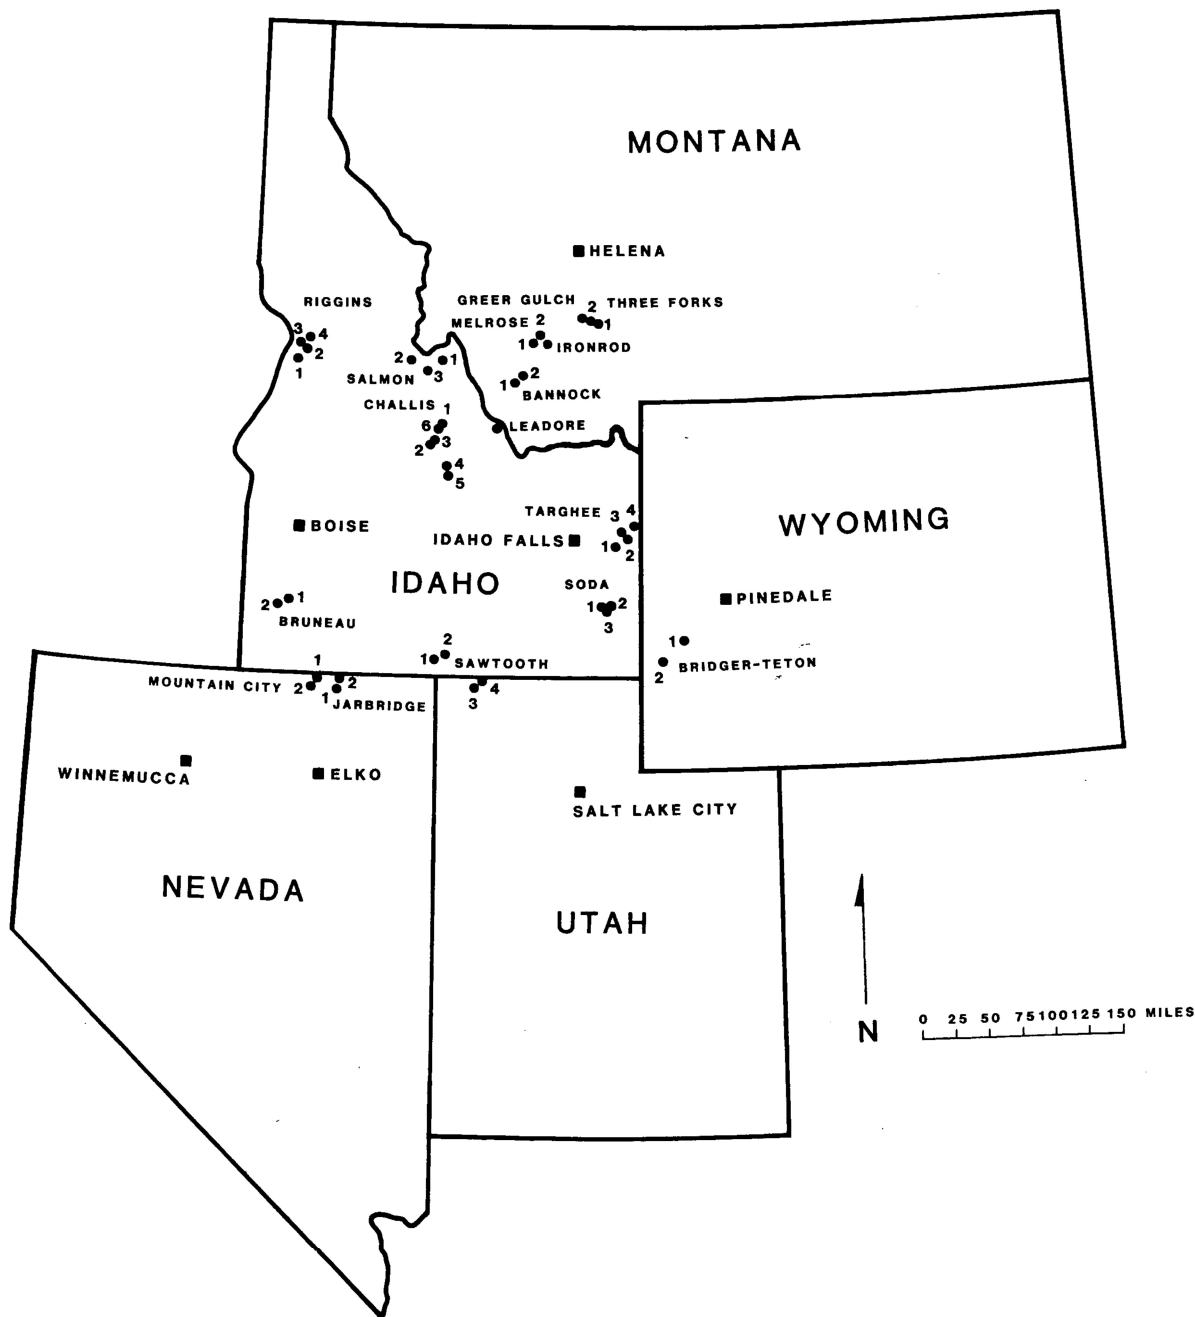 MONTANA
HELENA
RIGGINS
GREER GULCH 2 THREE FORKS
MELROSE 2 1
3 4 1 IRONROD
2 2 1
1 SALMON 3 1 2
CHALLIS 1 BANNOCK
6 LEADORE
2 3
4
5
TARGHEE 3 4
BOISE WYOMING
IDAHO FALLS 1 2
IDAHO SODA
2 1 1 2 PINEDALE
BRUNEAU 3
2 1
1 SAWTOOTH BRIDGER-TETON
1 2
MOUNTAIN CITY 2 2 4
1 JARBRIDGE 3
WINNEMUCCA ELKO
SALT LAKE CITY
NEVADA
UTAH
0 25 50 75 100 125 150 MILES
N